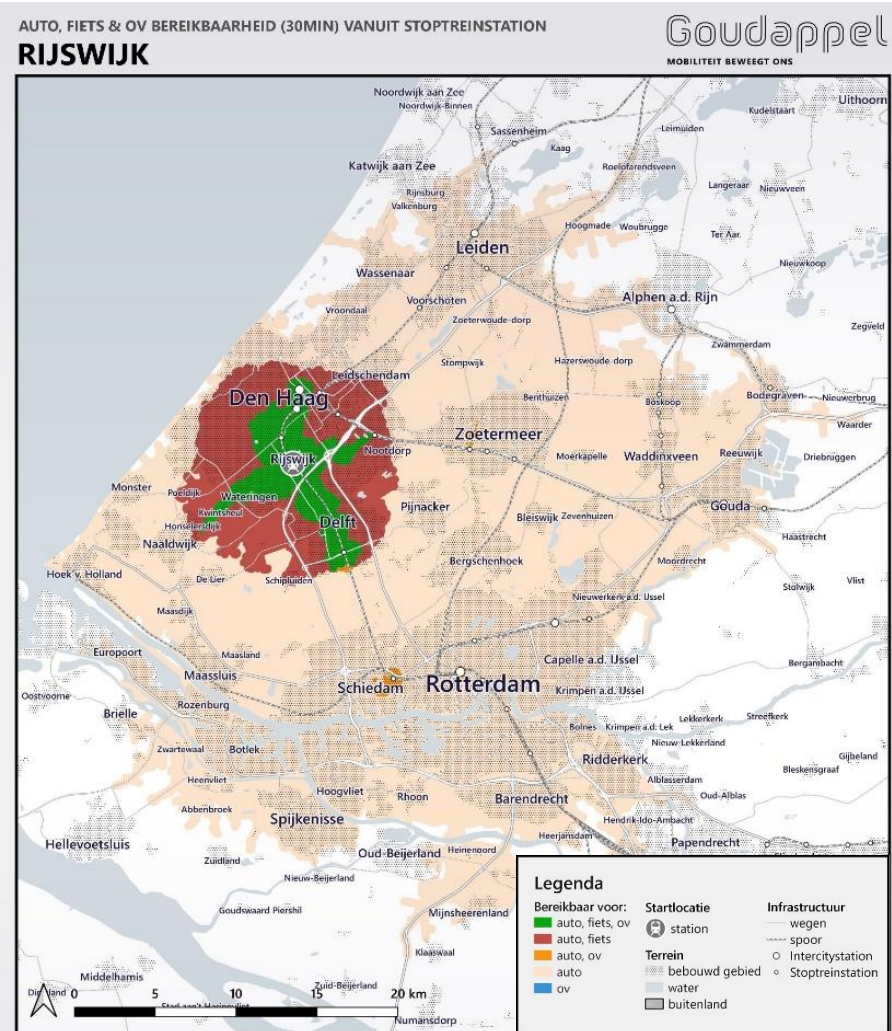 AUTO, FIETS & OV BEREIKBAARHEID (30MIN) VANUIT STOPTREINSTATION
RIJSWIJK
Goudappel
MOBILITEIT BEWEEGT ONS
Noordwijk aan Zee
Noordwijk-Binnen
Uithoorn
Kudelstaart
Sassenheim
Leimuiden
Kaag
Katwijk aan Zee
Roelofarendsveen
Rijnsburg
Langeraar
Nieuwveen
Valkenburg
Hoogmade
Woubrugge
Ter Aar
Leiden
Nieuwkoop
Wassenaar
Voorschoten
Alphen a.d. Rijn
Vroondaal
Zoeterwoude-dorp
Zegveld
Zwammerdam
Stompwijk
Hazerswoude-dorp
Leidschendam
Den Haag
Benthuizen
Boskoop
Bodegraven
Nieuwerbrug
Waarder
Zoetermeer
Nootdorp
Rijswijk
Moerkapelle
Waddinxveen
Reeuwijk
Driebruggen
Monster
Poeldijk
Wateringen
Kwintsheul
Pijnacker
Gouda
Honselersdijk
Delft
Bleiswijk
Zevenhuizen
Naaldwijk
Haastrecht
Bergschenhoek
Moordrecht
Hoek v. Holland
De Lier
Schipluiden
Stolwijk
Vlist
Nieuwerkerk a.d. IJssel
Maasdijk
Europoort
Maasland
Capelle a.d. IJssel
Bergambacht
Maassluis
Schiedam
Rotterdam
Krimpen a.d. IJssel
Oostvoorne
Rozenburg
Brielle
Lekkerkerk
Streefkerk
Bolnes
Krimpen a.d. Lek
Zwartewaal
Botlek
Nieuw-Lekkerland
Ridderkerk
Gijbeland
Bleskensgraaf
Heenvliet
Alblasserdam
Hoogvliet
Rhoon
Barendrecht
Oud-Alblas
Abbenbroek
Spijkenisse
Hendrik-Ido-Ambacht
Heerjansdam
Papendrecht
Hellevoetsluis
Zuidland
Oud-Beijerland
Heinenoord
Nieuw-Beijerland
Goudswaard
Piershil
Mijnsheerenland
Klaaswaal
Middelharnis
Zuid-Beijerland
Numansdorp
0 5 10 15 20 km
Legenda
Bereikbaar voor:
auto, fiets, ov
auto, fiets
auto, ov
auto
ov
Startlocatie
station
Terrein
bebouwd gebied
water
buitenland
Infrastructuur
wegen
spoor
Intercitystation
Stoptreinstation